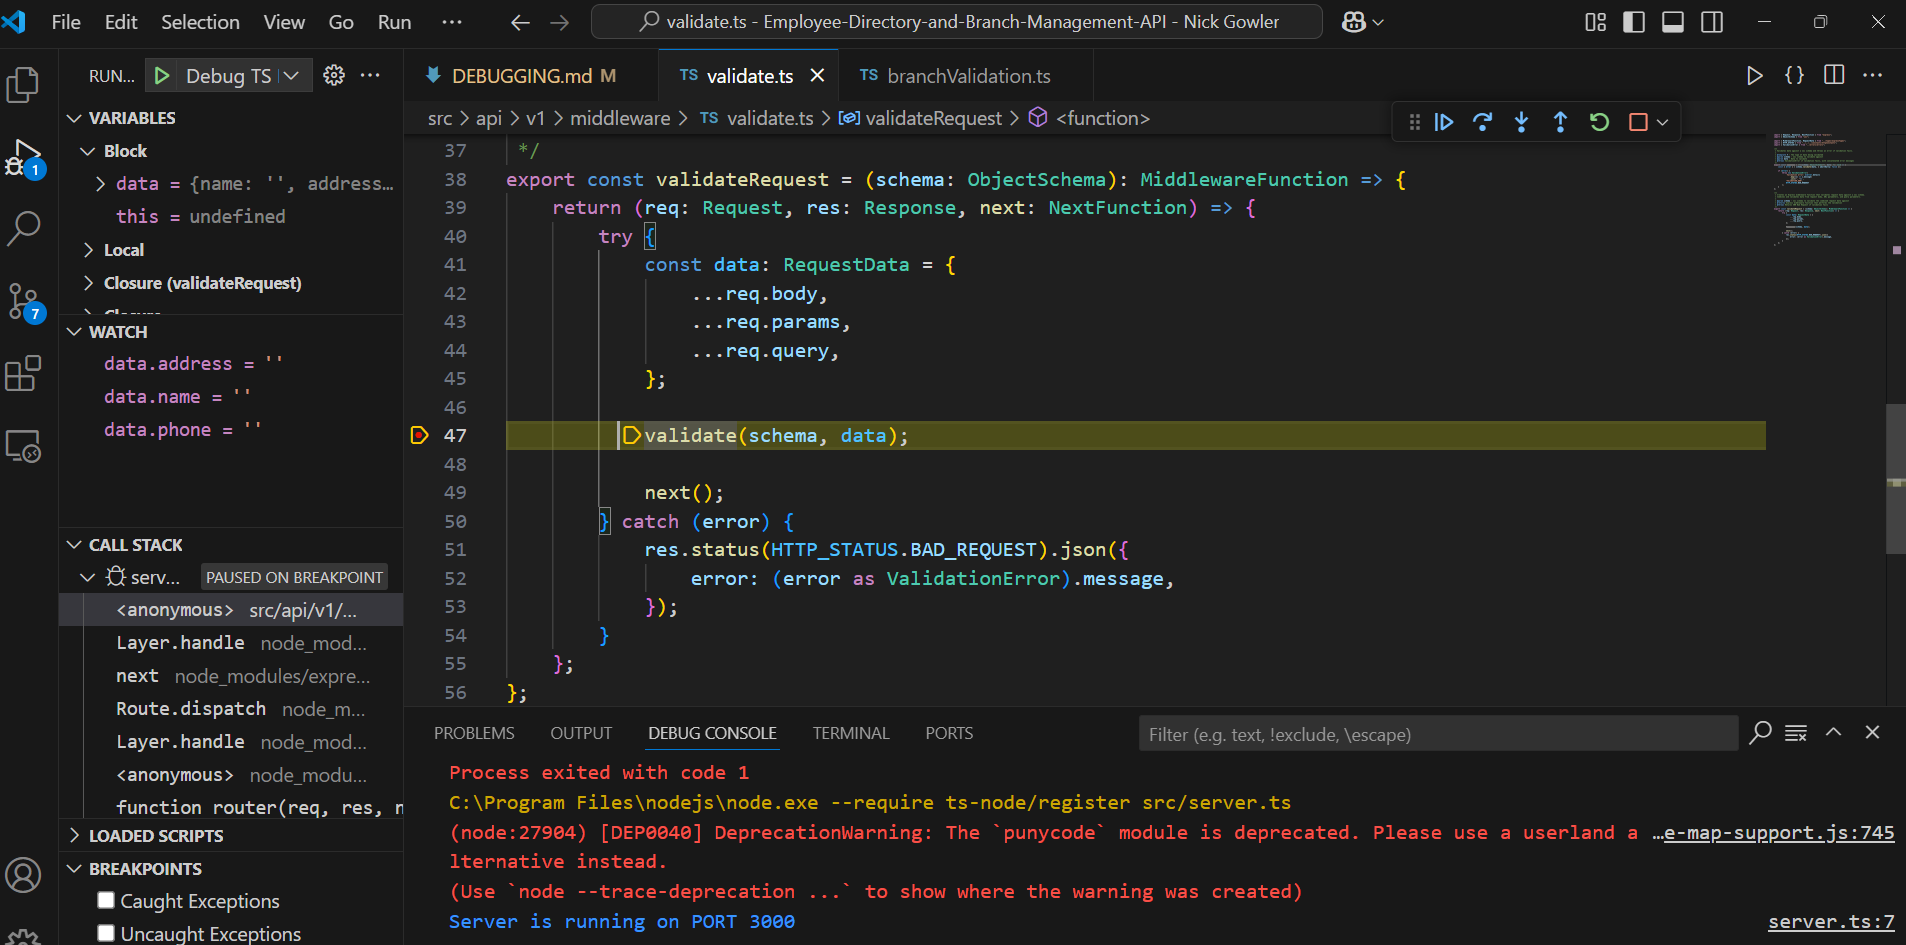 File Edit Selection View Go Run ... validate.ts - Employee-Directory-and-Branch-Management-API - Nick Gowler
RUN... Debug TS
DEBUGGING.md M TS validate.ts TS branchValidation.ts
src > api > v1 > middleware > TS validate.ts > validateRequest > <function>
VARIABLES
Block
data = {name: '', address...
this = undefined
Local
Closure (validateRequest)
WATCH
data.address = ''
data.name = ''
data.phone = ''
CALL STACK
serv... PAUSED ON BREAKPOINT
<anonymous> src/api/v1/...
Layer.handle node_mod...
next node_modules/expre...
Route.dispatch node_m...
Layer.handle node_mod...
<anonymous> node_modu...
function router(req, res, n
LOADED SCRIPTS
BREAKPOINTS
Caught Exceptions
Uncaught Exceptions
1
7
37 */
38 export const validateRequest = (schema: ObjectSchema): MiddlewareFunction => {
39 return (req: Request, res: Response, next: NextFunction) => {
40 try {
41 const data: RequestData = {
42 ...req.body,
43 ...req.params,
44 ...req.query,
45 };
46
47 validate(schema, data);
48
49 next();
50 } catch (error) {
51 res.status(HTTP_STATUS.BAD_REQUEST).json({
52 error: (error as ValidationError).message,
53 });
54 }
55 };
56 };
PROBLEMS OUTPUT DEBUG CONSOLE TERMINAL PORTS Filter (e.g. text, !exclude, \escape)
Process exited with code 1
C:\Program Files\nodejs\node.exe --require ts-node/register src/server.ts
(node:27904) [DEP0040] DeprecationWarning: The `punycode` module is deprecated. Please use a userland a …e-map-support.js:745
lternative instead.
(Use `node --trace-deprecation ...` to show where the warning was created)
Server is running on PORT 3000 server.ts:7